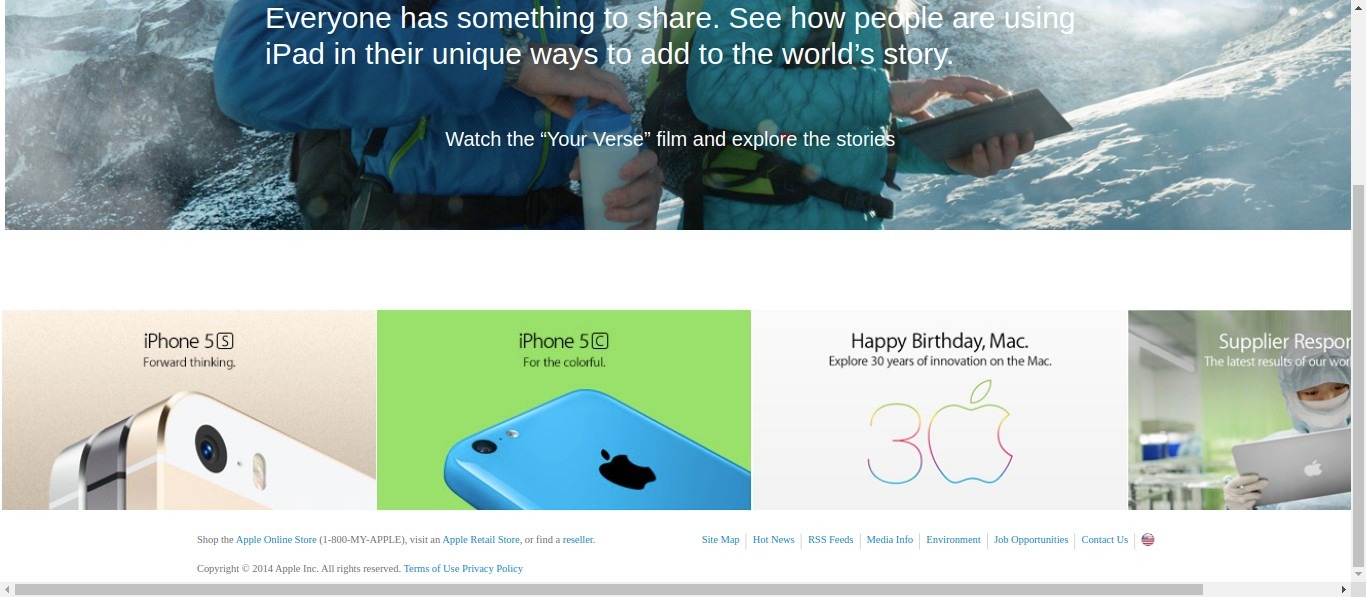 Everyone has something to share. See how people are using
iPad in their unique ways to add to the world’s story.
Watch the “Your Verse” film and explore the stories
iPhone 5S
Forward thinking.
iPhone 5C
For the colorful.
Happy Birthday, Mac.
Explore 30 years of innovation on the Mac.
30
Supplier Respor
The latest results of our wor
Shop the Apple Online Store (1-800-MY-APPLE), visit an Apple Retail Store, or find a reseller.
Site Map Hot News RSS Feeds Media Info Environment Job Opportunities Contact Us
Copyright © 2014 Apple Inc. All rights reserved. Terms of Use Privacy Policy